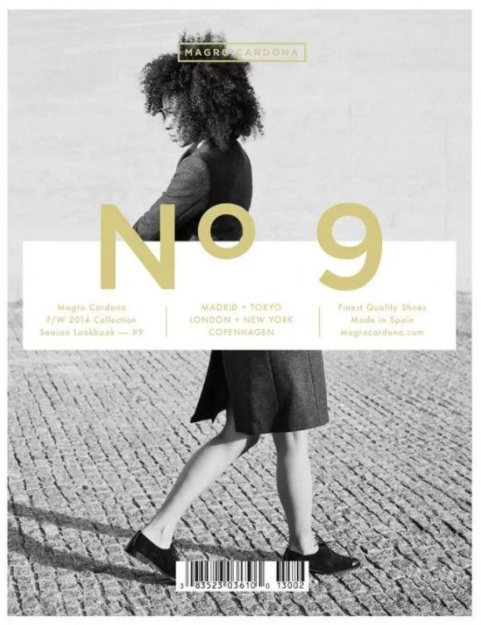 MAGRO CARDONA
Nº 9
Magro Cardona
F/W 2014 Collection
Season Lookbook — #9
MADRID + TOKYO
LONDON + NEW YORK
COPENHAGEN
Finest Quality Shoes
Made in Spain
magrocardona.com
3 83523 03610 0 13002